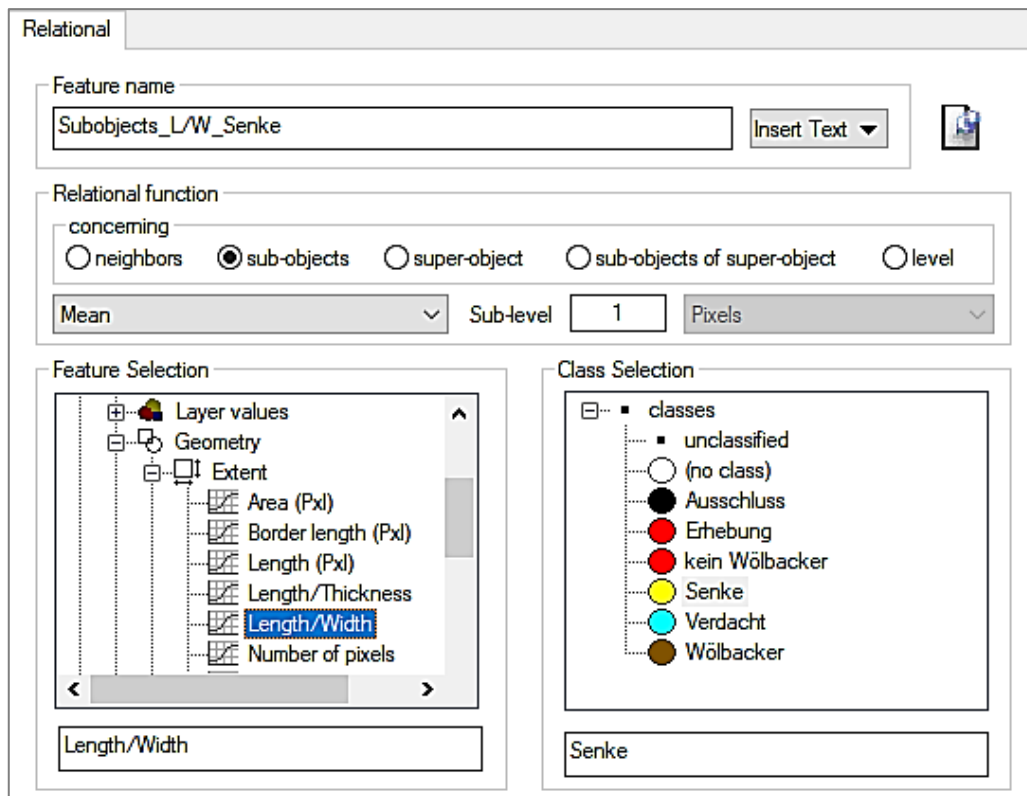 Relational
Feature name
Subobjects_L/W_Senke
Insert Text
Relational function
concerning
neighbors sub-objects super-object sub-objects of super-object level
Mean Sub-level 1 Pixels
Feature Selection
Layer values
Geometry
Extent
Area (Pxl)
Border length (Pxl)
Length (Pxl)
Length/Thickness
Length/Width
Number of pixels
Length/Width
Class Selection
classes
unclassified
(no class)
Ausschluss
Erhebung
kein Wölbacker
Senke
Verdacht
Wölbacker
Senke